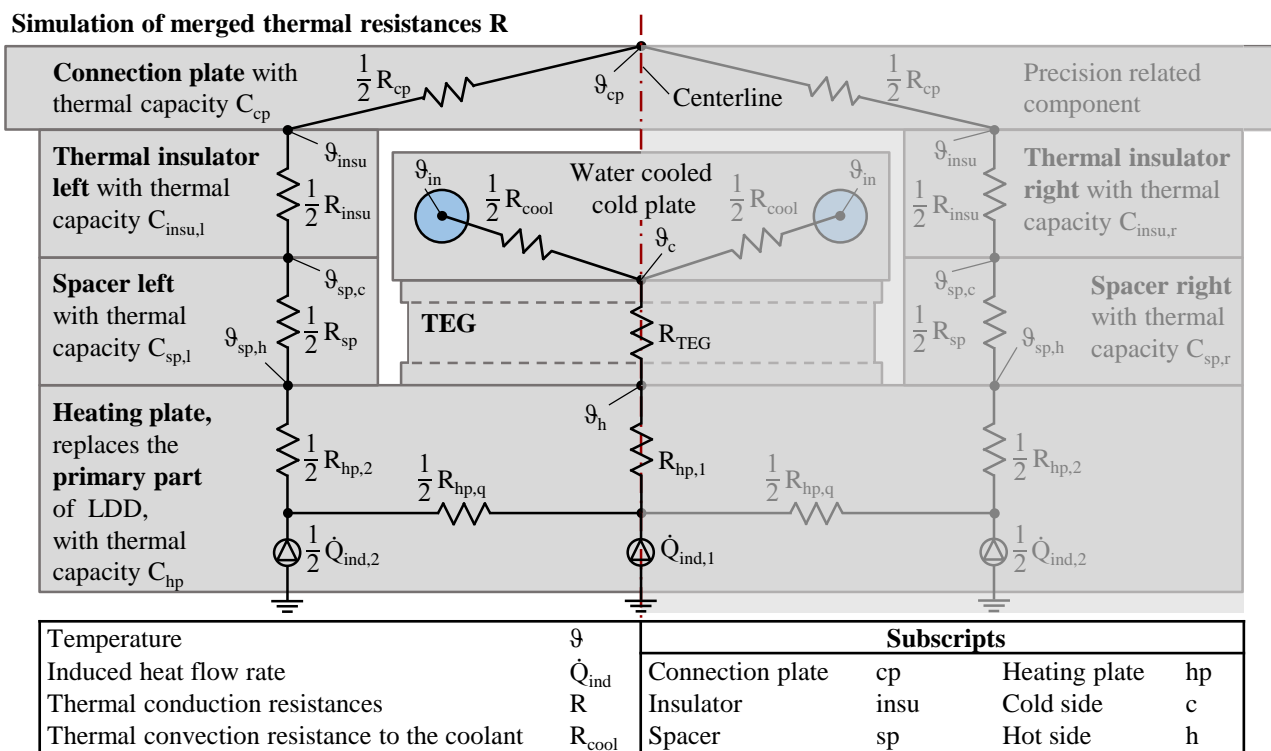 Simulation of merged thermal resistances R
Connection plate with
thermal capacity C_cp
1/2 R_cp
ϑ_cp
Centerline
1/2 R_cp
Precision related
component
Thermal insulator
left with thermal
capacity C_insu,l
ϑ_insu
1/2 R_insu
ϑ_in
1/2 R_cool
Water cooled
cold plate
1/2 R_cool
ϑ_in
ϑ_c
ϑ_insu
1/2 R_insu
Thermal insulator
right with thermal
capacity C_insu,r
Spacer left
with thermal
capacity C_sp,l
ϑ_sp,c
1/2 R_sp
ϑ_sp,h
TEG
R_TEG
ϑ_sp,c
1/2 R_sp
ϑ_sp,h
Spacer right
with thermal
capacity C_sp,r
Heating plate,
replaces the
primary part
of LDD,
with thermal
capacity C_hp
1/2 R_hp,2
1/2 R_hp,q
1/2 Q̇_ind,2
ϑ_h
R_hp,1
Q̇_ind,1
1/2 R_hp,q
1/2 R_hp,2
1/2 Q̇_ind,2
Temperature ϑ
Induced heat flow rate Q̇_ind
Thermal conduction resistances R
Thermal convection resistance to the coolant R_cool
Subscripts
Connection plate cp Heating plate hp
Insulator insu Cold side c
Spacer sp Hot side h